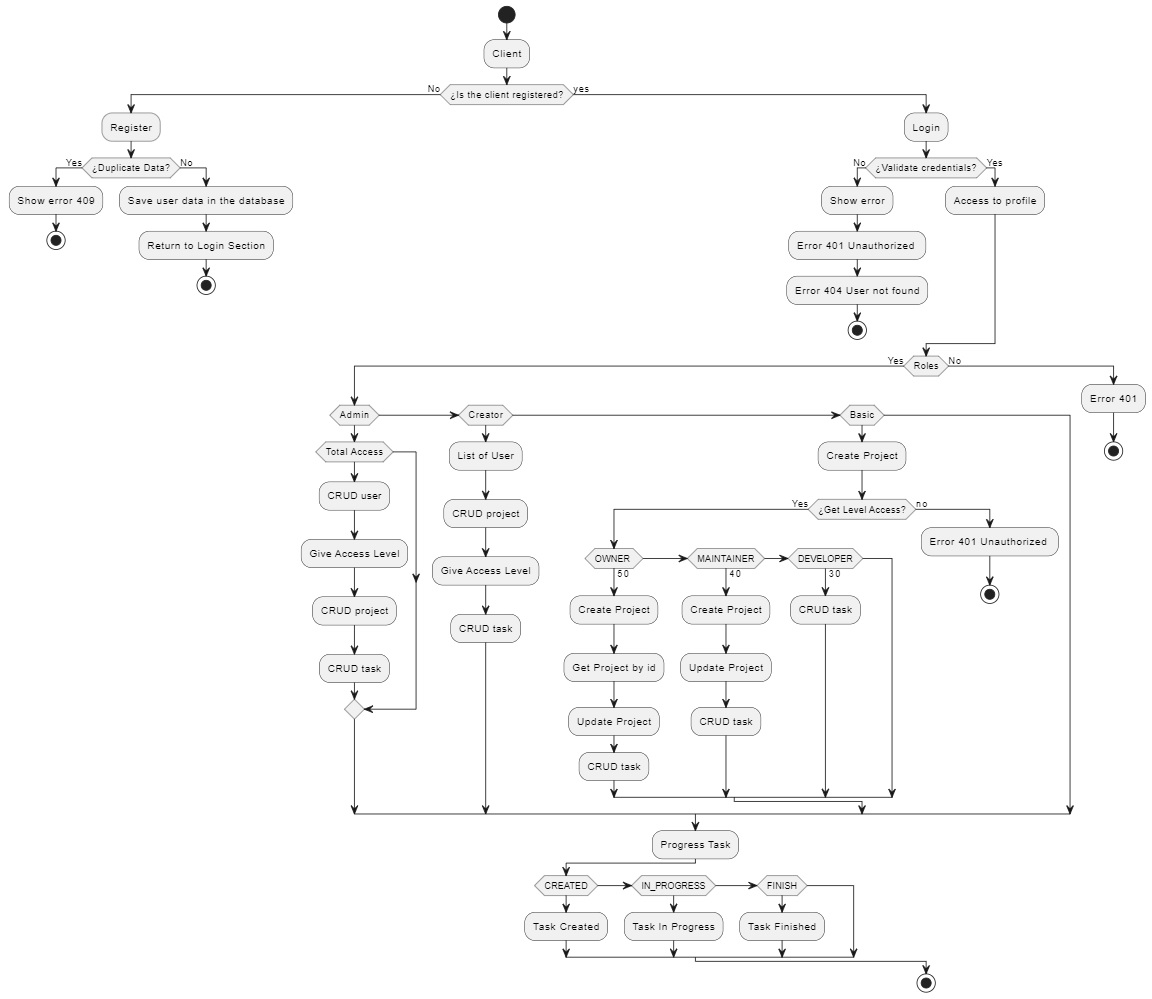 Client
No
¿Is the client registered?
yes
Register
Login
Yes
¿Duplicate Data?
No
No
¿Validate credentials?
Yes
Show error 409
Save user data in the database
Show error
Access to profile
Return to Login Section
Error 401 Unauthorized
Error 404 User not found
Yes
Roles
No
Error 401
Admin
Creator
Basic
Total Access
List of User
Create Project
CRUD user
CRUD project
Yes
¿Get Level Access?
no
Give Access Level
Give Access Level
Error 401 Unauthorized
OWNER
MAINTAINER
DEVELOPER
50
40
30
CRUD project
CRUD task
Create Project
Create Project
CRUD task
CRUD task
Get Project by id
Update Project
Update Project
CRUD task
CRUD task
Progress Task
CREATED
IN_PROGRESS
FINISH
Task Created
Task In Progress
Task Finished